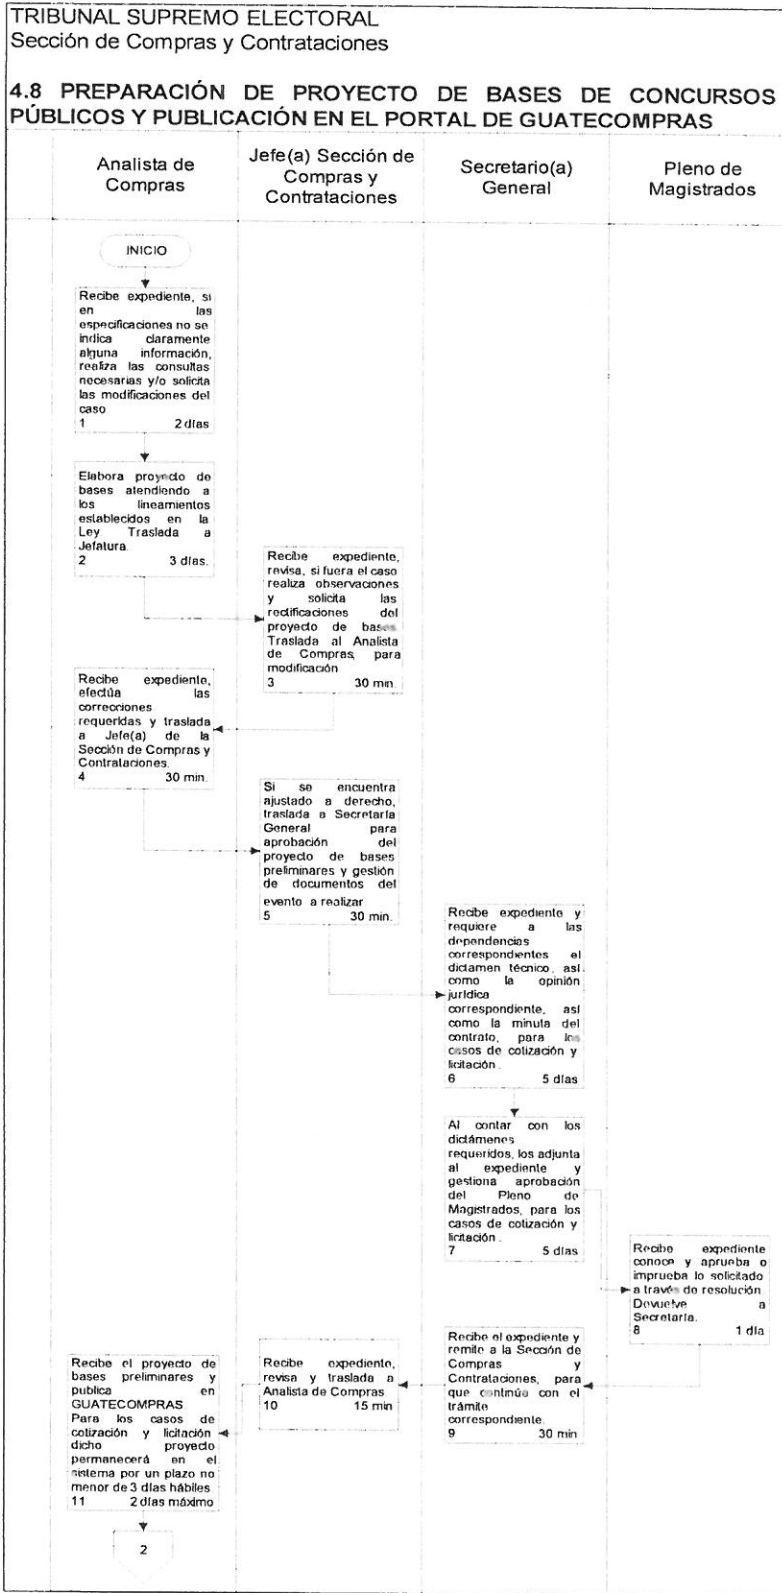 TRIBUNAL SUPREMO ELECTORAL
Sección de Compras y Contrataciones
4.8 PREPARACIÓN DE PROYECTO DE BASES DE CONCURSOS
PÚBLICOS Y PUBLICACIÓN EN EL PORTAL DE GUATECOMPRAS
Analista de
Compras
Jefe(a) Sección de
Compras y
Contrataciones
Secretario(a)
General
Pleno de
Magistrados
INICIO
Recibe expediente, si
en las
especificaciones no se
indica claramente
alguna información,
realiza las consultas
necesarias y/o solicita
las modificaciones del
caso
1 2 días
Elabora proyecto de
bases atendiendo a
los lineamientos
establecidos en la
Ley Traslada a
Jefatura.
2 3 días.
Recibe expediente,
revisa, si fuera el caso
realiza observaciones
y solicita las
rectificaciones del
proyecto de bases.
Traslada al Analista
de Compras, para
modificación
3 30 min.
Recibe expediente,
efectúa las
correcciones
requeridas y traslada
a Jefe(a) de la
Sección de Compras y
Contrataciones.
4 30 min.
Si se encuentra
ajustado a derecho,
traslada a Secretaría
General para
aprobación del
proyecto de bases
preliminares y gestión
de documentos del
evento a realizar
5 30 min.
Recibe expediente y
requiere a las
dependencias
correspondientes el
dictamen técnico, así
como la opinión
jurídica
correspondiente, así
como la minuta del
contrato, para los
casos de cotización y
licitación.
6 5 días
Al contar con los
dictámenes
requeridos, los adjunta
al expediente y
gestiona aprobación
del Pleno de
Magistrados, para los
casos de cotización y
licitación.
7 5 días
Recibe expediente
conoce y aprueba o
imprueba lo solicitado
a través de resolución.
Devuelve a
Secretaría.
8 1 día
Recibe el expediente y
remite a la Sección de
Compras y
Contrataciones, para
que continúe con el
trámite
correspondiente.
9 30 min
Recibe expediente,
revisa y traslada a
Analista de Compras
10 15 min
Recibe el proyecto de
bases preliminares y
publica en
GUATECOMPRAS
Para los casos de
cotización y licitación
dicho proyecto
permanecerá en el
sistema por un plazo no
menor de 3 días hábiles
11 2 días máximo
2